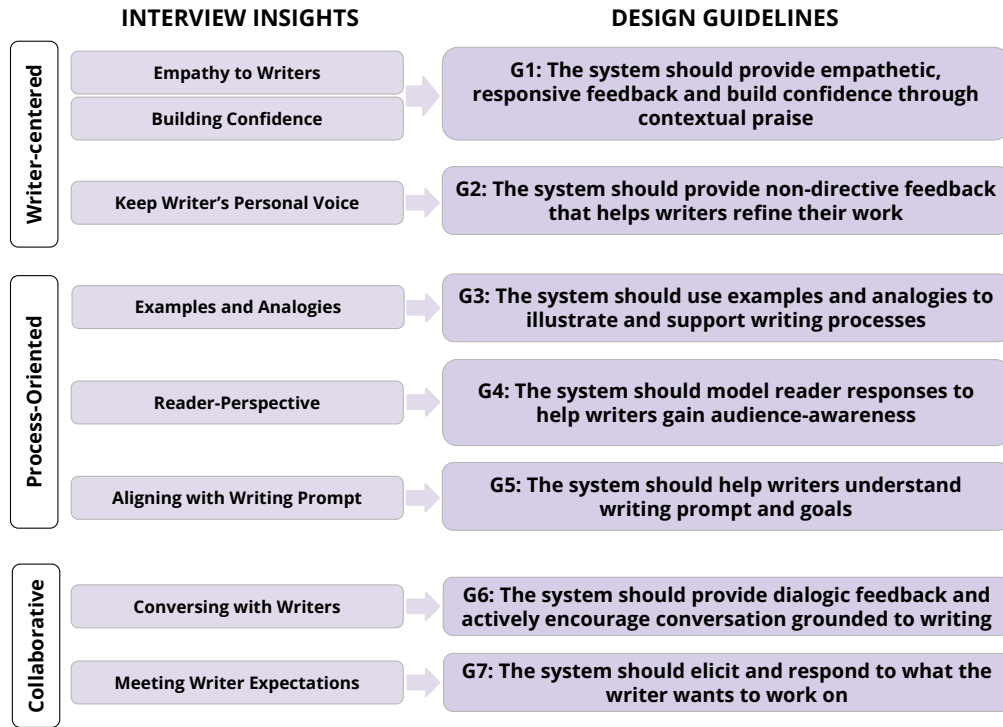 INTERVIEW INSIGHTS
DESIGN GUIDELINES
Writer-centered
Empathy to Writers
Building Confidence
G1: The system should provide empathetic,
responsive feedback and build confidence through
contextual praise
Keep Writer's Personal Voice
G2: The system should provide non-directive feedback
that helps writers refine their work
Process-Oriented
Examples and Analogies
G3: The system should use examples and analogies to
illustrate and support writing processes
Reader-Perspective
G4: The system should model reader responses to
help writers gain audience-awareness
Aligning with Writing Prompt
G5: The system should help writers understand
writing prompt and goals
Collaborative
Conversing with Writers
G6: The system should provide dialogic feedback and
actively encourage conversation grounded to writing
Meeting Writer Expectations
G7: The system should elicit and respond to what the
writer wants to work on